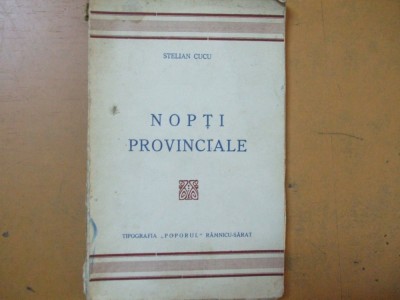 STELIAN CUCU
NOPȚI
PROVINCIALE
TIPOGRAFIA „POPORUL" RÂMNICU-SĂRAT